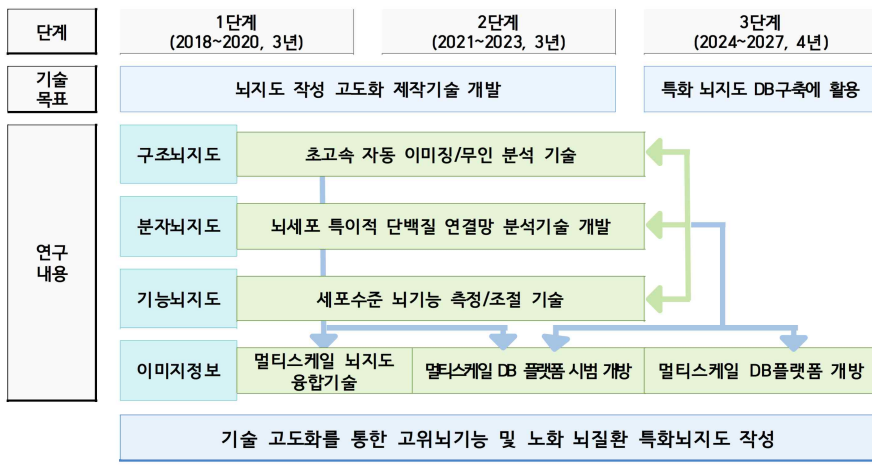 단계
1단계
(2018~2020, 3년)
2단계
(2021~2023, 3년)
3단계
(2024~2027, 4년)
기술
목표
뇌지도 작성 고도화 제작기술 개발
특화 뇌지도 DB구축에 활용
연구
내용
구조뇌지도
초고속 자동 이미징/무인 분석 기술
분자뇌지도
뇌세포 특이적 단백질 연결망 분석기술 개발
기능뇌지도
세포수준 뇌기능 측정/조절 기술
이미지정보
멀티스케일 뇌지도
융합기술
멀티스케일 DB 플랫폼 시범 개방
멀티스케일 DB플랫폼 개방
기술 고도화를 통한 고위뇌기능 및 노화 뇌질환 특화뇌지도 작성